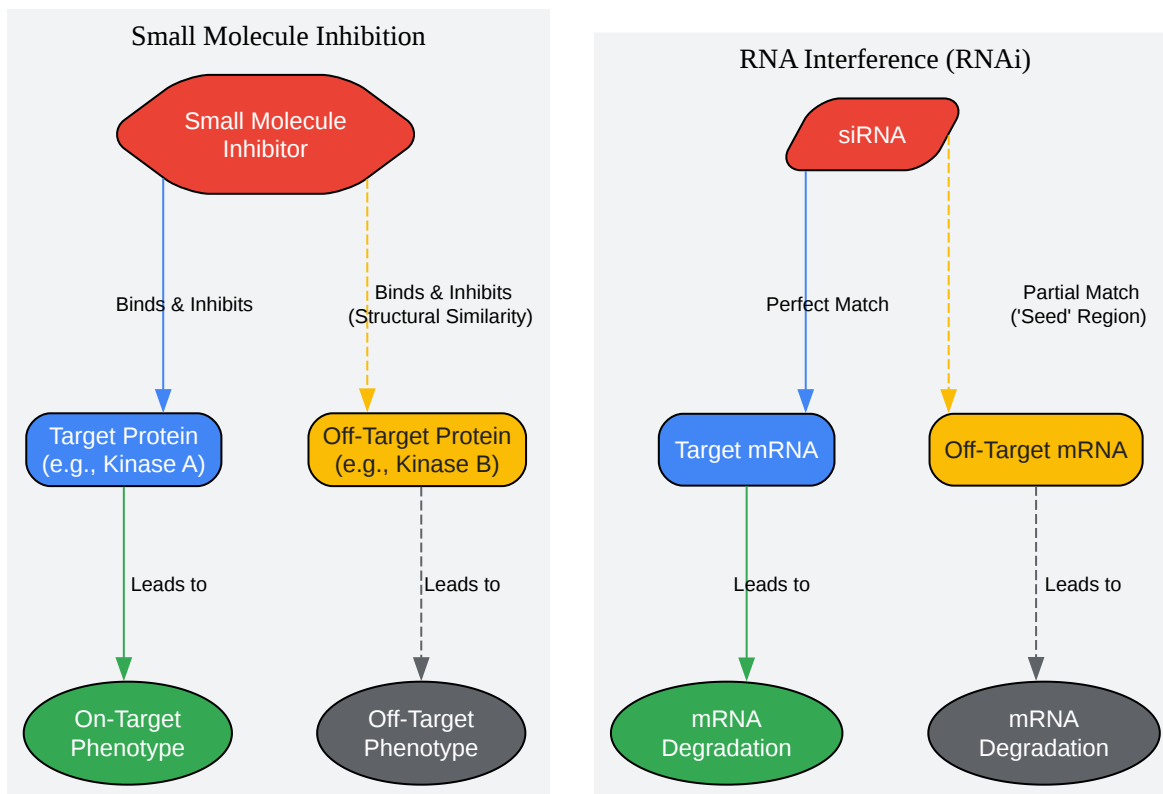 Small Molecule Inhibition
Small Molecule
Inhibitor
Binds & Inhibits
Binds & Inhibits
(Structural Similarity)
Target Protein
(e.g., Kinase A)
Off-Target Protein
(e.g., Kinase B)
Leads to
Leads to
On-Target
Phenotype
Off-Target
Phenotype
RNA Interference (RNAi)
siRNA
Perfect Match
Partial Match
('Seed' Region)
Target mRNA
Off-Target mRNA
Leads to
Leads to
mRNA
Degradation
mRNA
Degradation